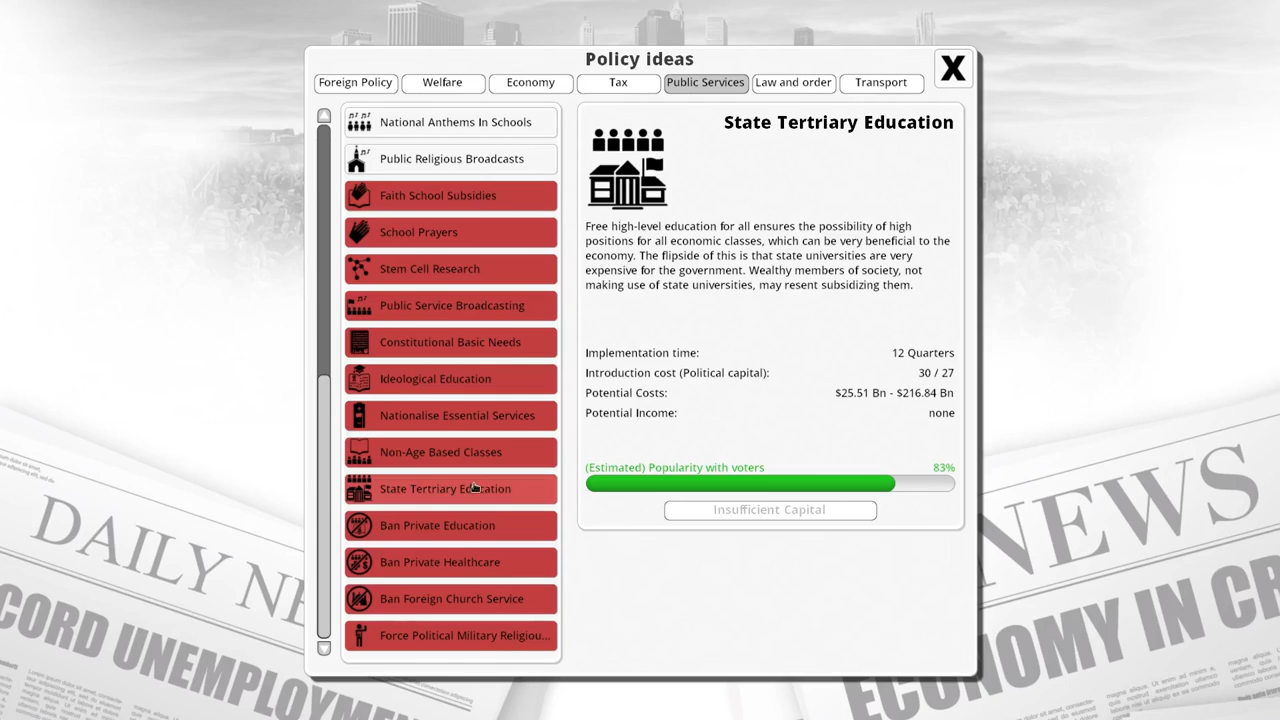 Policy ideas
X
Foreign Policy
Welfare
Economy
Tax
Public Services
Law and order
Transport
National Anthems In Schools
Public Religious Broadcasts
Faith School Subsidies
School Prayers
Stem Cell Research
Public Service Broadcasting
Constitutional Basic Needs
Ideological Education
Nationalise Essential Services
Non-Age Based Classes
State Tertriary Education
Ban Private Education
Ban Private Healthcare
Ban Foreign Church Service
Force Political Military Religiou...
State Tertriary Education
Free high-level education for all ensures the possibility of high
positions for all economic classes, which can be very beneficial to the
economy. The flipside of this is that state universities are very
expensive for the government. Wealthy members of society, not
making use of state universities, may resent subsidizing them.
Implementation time: 12 Quarters
Introduction cost (Political capital): 30 / 27
Potential Costs: $25.51 Bn - $216.84 Bn
Potential Income: none
(Estimated) Popularity with voters 83%
Insufficient Capital
DAILY NE
CORD UNEMPLOYM
NEWS
ECONOMY IN CR